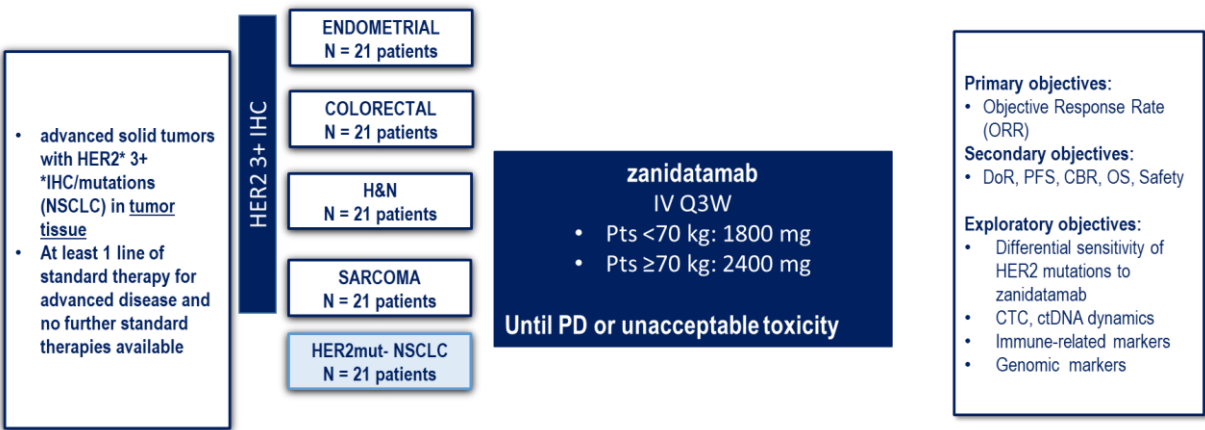 • advanced solid tumors
with HER2* 3+
*IHC/mutations
(NSCLC) in tumor
tissue
• At least 1 line of
standard therapy for
advanced disease and
no further standard
therapies available
HER2 3+ IHC
ENDOMETRIAL
N = 21 patients
COLORECTAL
N = 21 patients
H&N
N = 21 patients
SARCOMA
N = 21 patients
HER2mut- NSCLC
N = 21 patients
zanidatamab
IV Q3W
• Pts <70 kg: 1800 mg
• Pts ≥70 kg: 2400 mg
Until PD or unacceptable toxicity
Primary objectives:
• Objective Response Rate
(ORR)
Secondary objectives:
• DoR, PFS, CBR, OS, Safety
Exploratory objectives:
• Differential sensitivity of
HER2 mutations to
zanidatamab
• CTC, ctDNA dynamics
• Immune-related markers
• Genomic markers